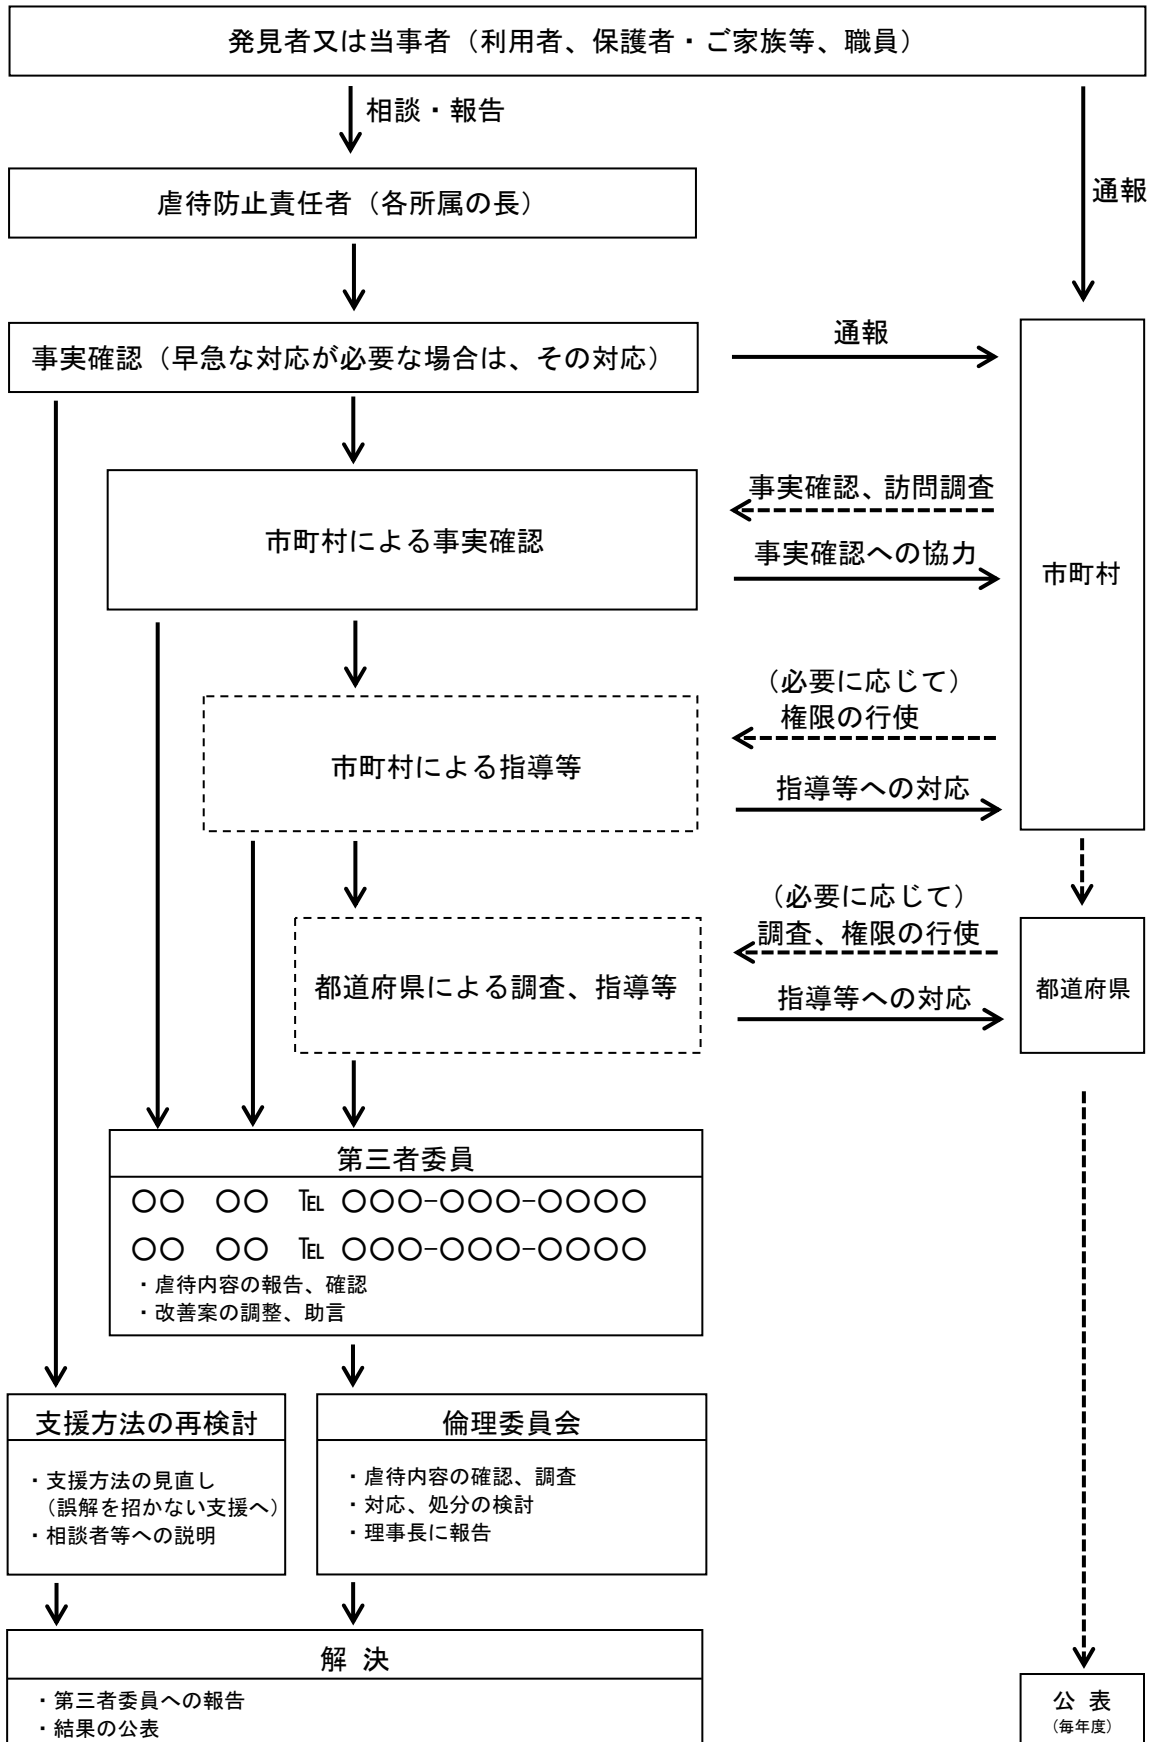 発見者又は当事者（利用者、保護者・ご家族等、職員）
相談・報告
通報
虐待防止責任者（各所属の長）
事実確認（早急な対応が必要な場合は、その対応）
通報
市町村
事実確認、訪問調査
市町村による事実確認
事実確認への協力
（必要に応じて）
権限の行使
市町村による指導等
指導等への対応
（必要に応じて）
調査、権限の行使
都道府県による調査、指導等
指導等への対応
都道府県
第三者委員
〇〇　〇〇　℡ 〇〇〇-〇〇〇-〇〇〇〇
〇〇　〇〇　℡ 〇〇〇-〇〇〇-〇〇〇〇
・虐待内容の報告、確認
・改善案の調整、助言
支援方法の再検討
・支援方法の見直し
（誤解を招かない支援へ）
・相談者等への説明
倫理委員会
・虐待内容の確認、調査
・対応、処分の検討
・理事長に報告
解 決
・第三者委員への報告
・結果の公表
公 表
（毎年度）